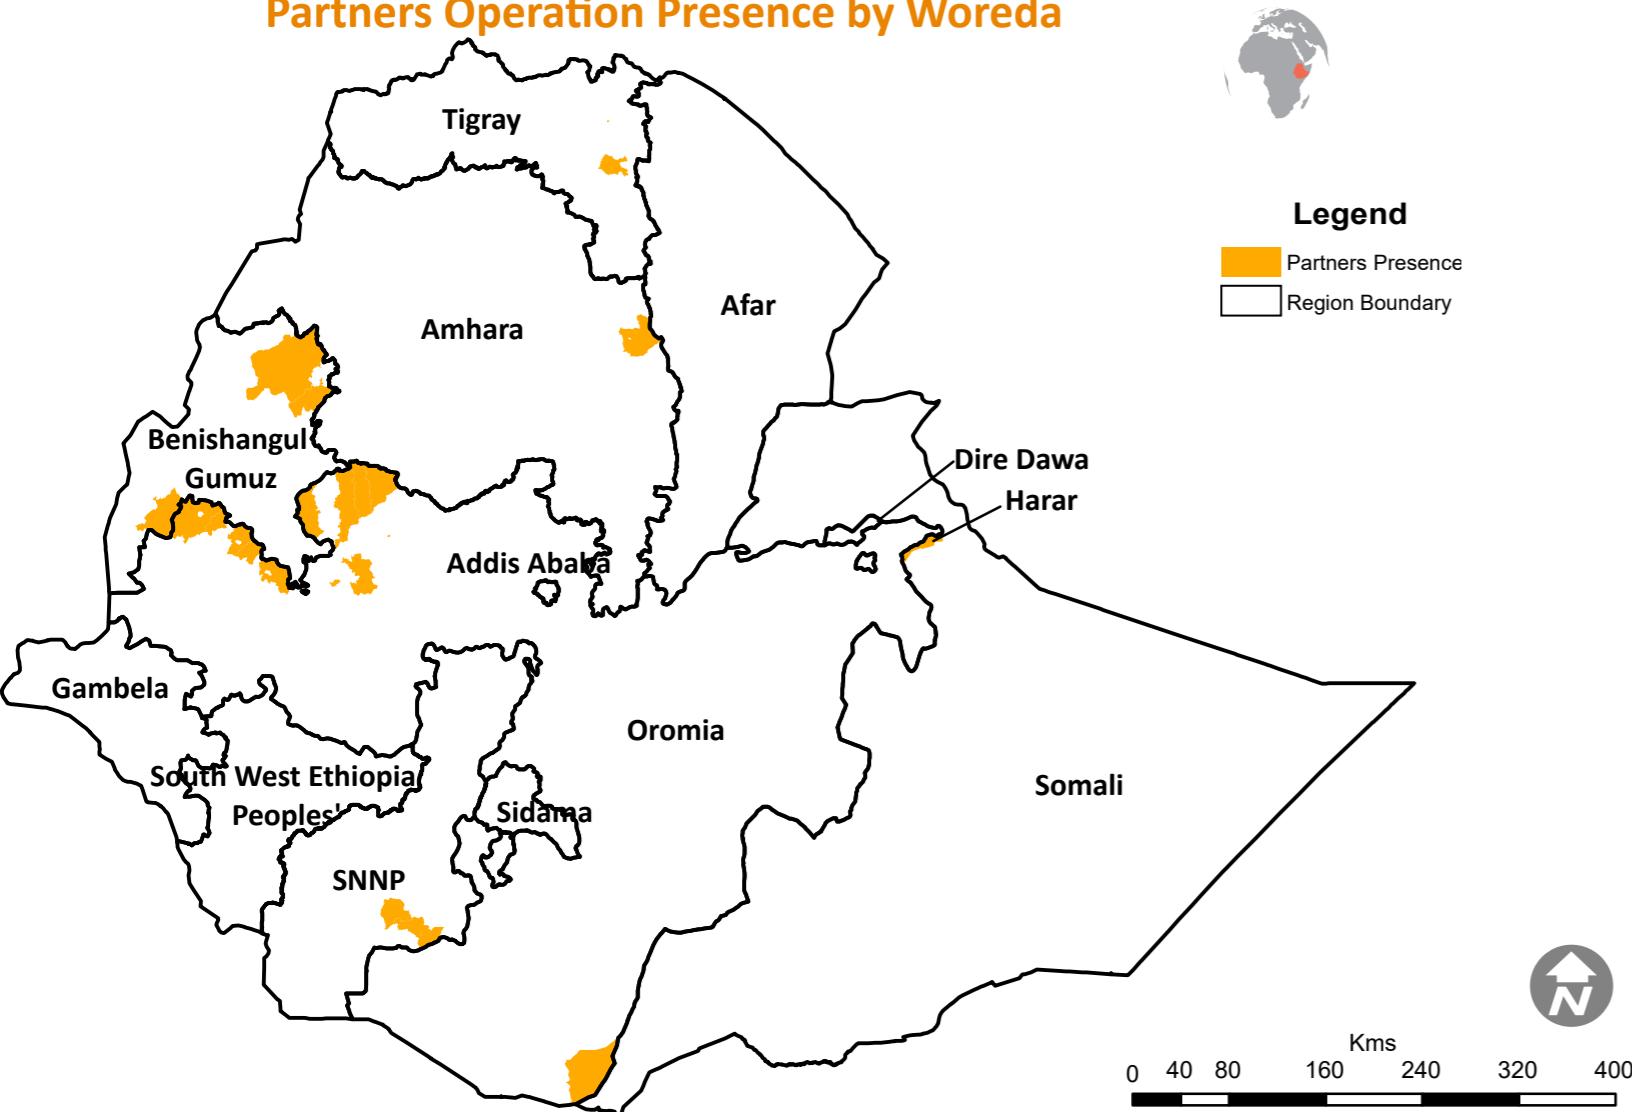 Partners Operation Presence by Woreda
Tigray
Legend
Partners Presence
Region Boundary
Afar
Amhara
Benishangul
Gumuz
Dire Dawa
Harar
Addis Ababa
Gambela
Oromia
South West Ethiopia
Peoples'
Sidama
Somali
SNNP
N
Kms
0 40 80 160 240 320 400